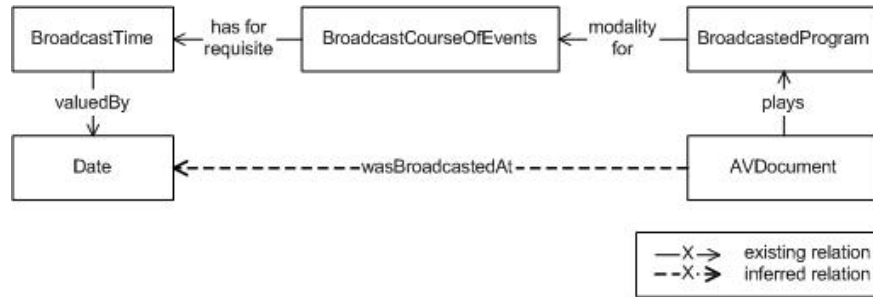 BroadcastTime
has for
requisite
BroadcastCourseOfEvents
modality
for
BroadcastedProgram
valuedBy
plays
Date
wasBroadcastedAt
AVDocument
X existing relation
X inferred relation